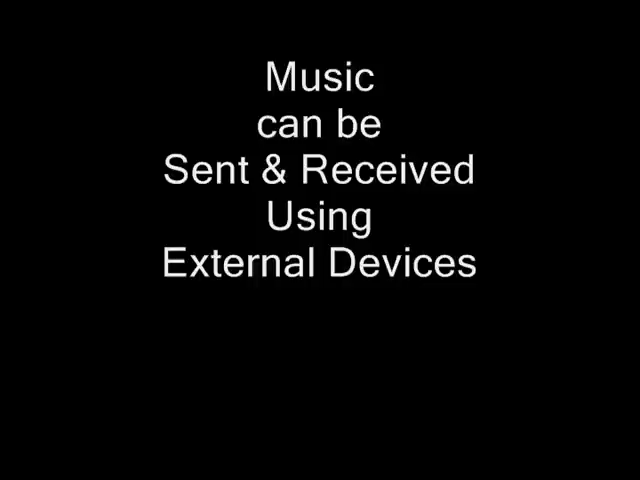 Music
can be
Sent & Received
Using
External Devices